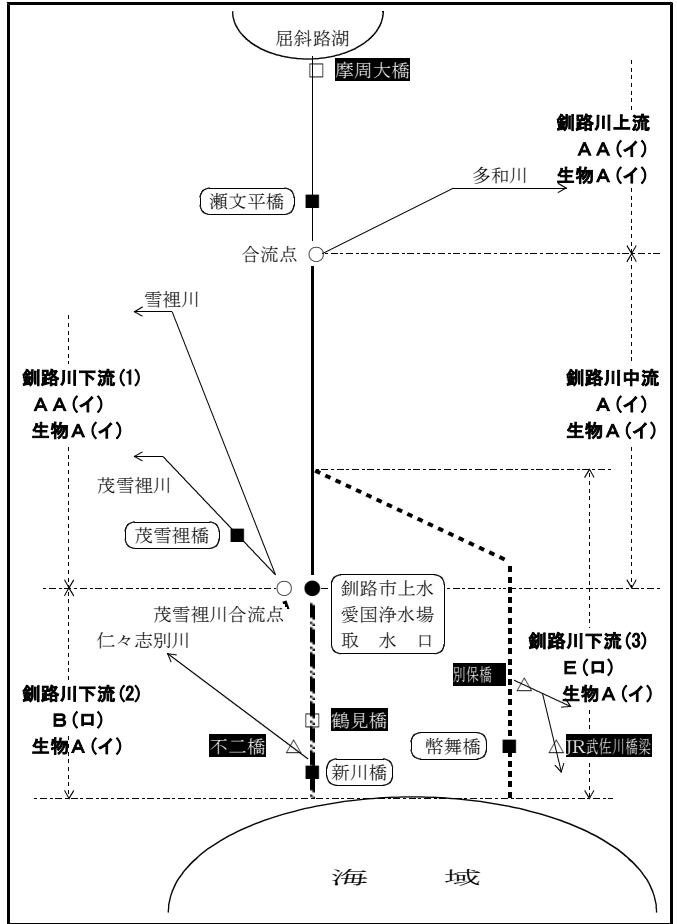 屈斜路湖
摩周大橋
釧路川上流
ＡＡ(イ)
生物Ａ(イ)
多和川
瀬文平橋
合流点
雪裡川
釧路川下流(1)
ＡＡ(イ)
生物Ａ(イ)
釧路川中流
Ａ(イ)
生物Ａ(イ)
茂雪裡川
茂雪裡橋
釧路市上水
愛国浄水場
取　水　口
茂雪裡川合流点
仁々志別川
釧路川下流(2)
Ｂ(ロ)
生物Ａ(イ)
釧路川下流(3)
Ｅ(ロ)
生物Ａ(イ)
別保橋
鶴見橋
不二橋
幣舞橋
JR武佐川橋梁
新川橋
海　域